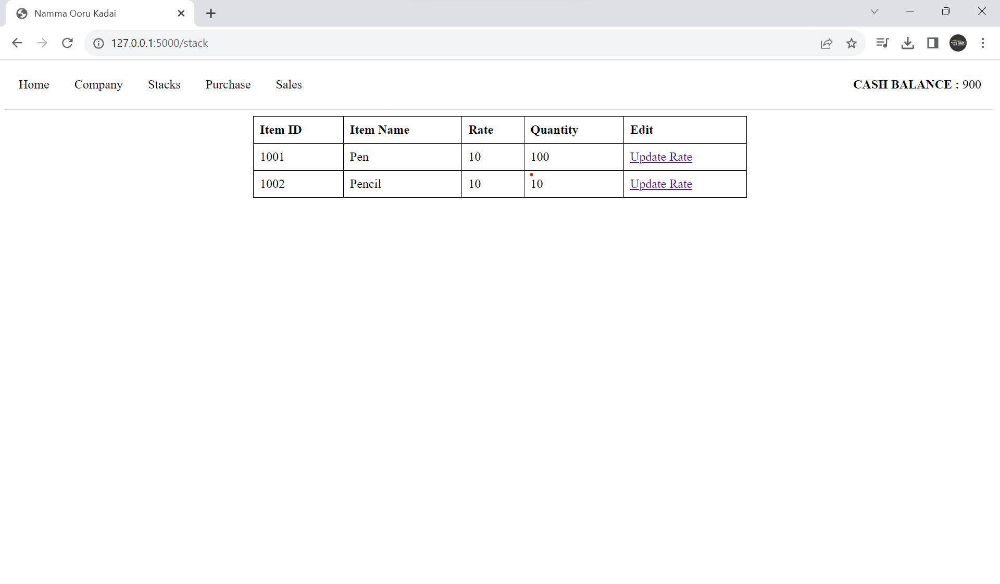 Namma Ooru Kadai
127.0.0.1:5000/stack
Home Company Stacks Purchase Sales CASH BALANCE : 900
Item ID Item Name Rate Quantity Edit
1001 Pen 10 100 Update Rate
1002 Pencil 10 10 Update Rate